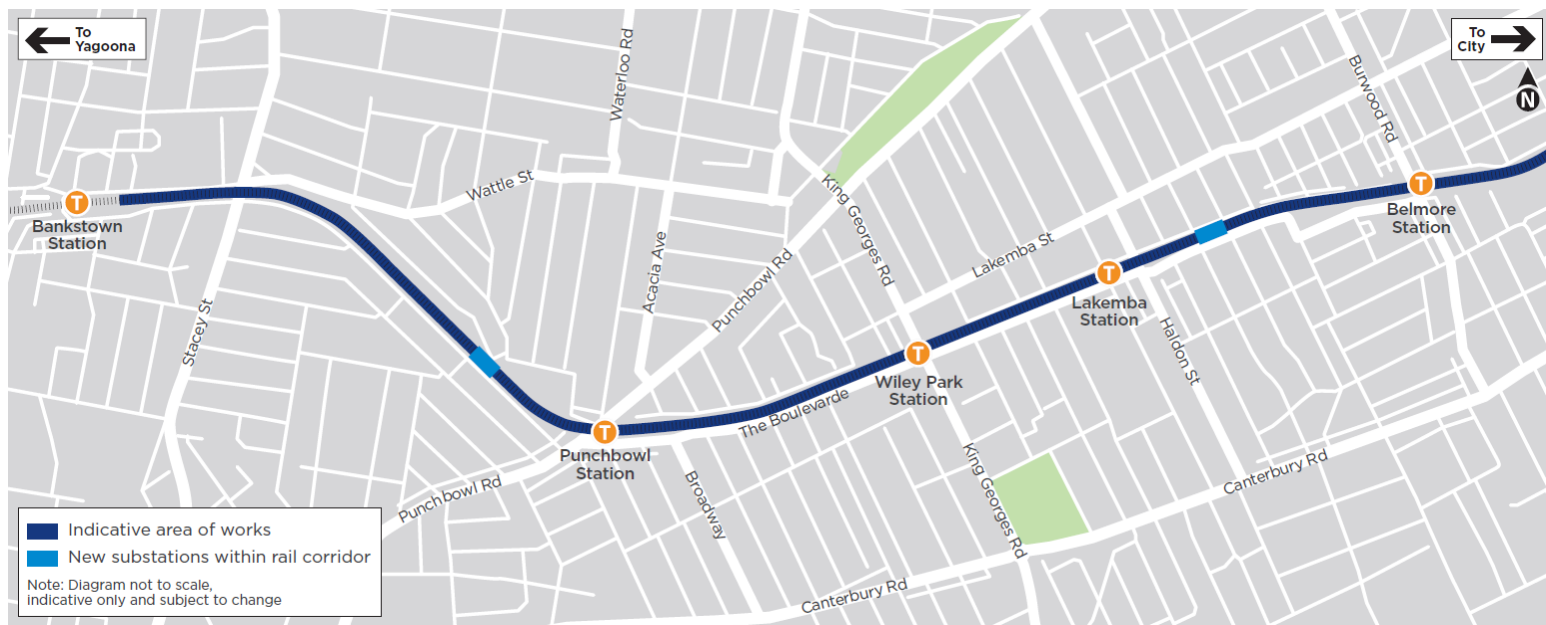 To
Yagoona
To
City
N
Waterloo Rd
Burwood Rd
Wattle St
King Georges Rd
Bankstown
Station
T
T
Belmore
Station
Acacia Ave
Punchbowl Rd
Lakemba St
T
Lakemba
Station
Stacey St
Haldon St
T
Wiley Park
Station
The Boulevarde
T
Punchbowl
Station
Punchbowl Rd
Broadway
King Georges Rd
Canterbury Rd
Canterbury Rd
Indicative area of works
New substations within rail corridor
Note: Diagram not to scale,
indicative only and subject to change